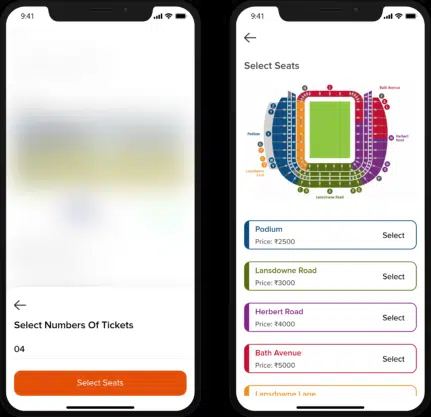 9:41
Select Numbers Of Tickets
04
Select Seats
9:41
Select Seats
Bath Avenue
Podium
Herbert
Road
Lansdowne Road
Podium
Price: ₹2500
Select
Lansdowne Road
Price: ₹3000
Select
Herbert Road
Price: ₹4000
Select
Bath Avenue
Price: ₹5000
Select
Lansdowne Lane